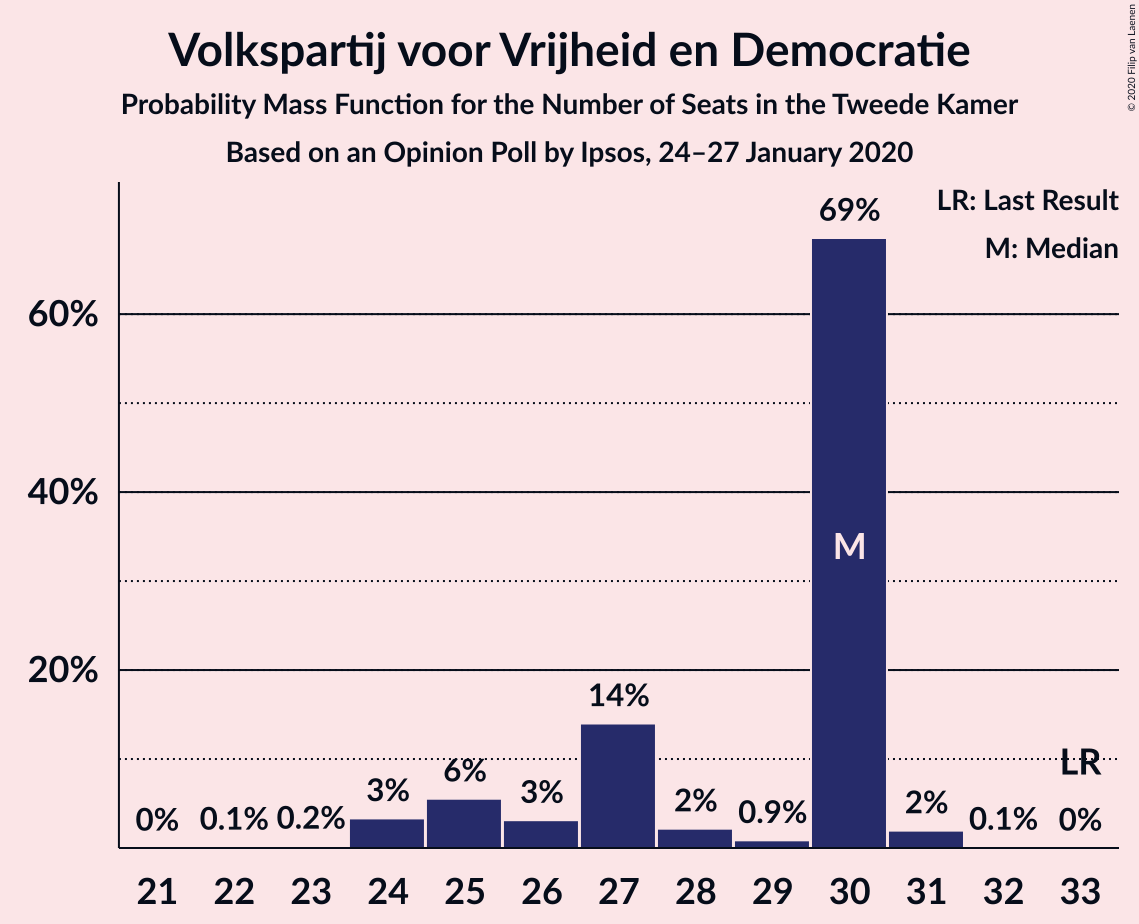 Volkspartij voor Vrijheid en Democratie
Probability Mass Function for the Number of Seats in the Tweede Kamer
Based on an Opinion Poll by Ipsos, 24–27 January 2020
© 2020 Filip van Laenen
LR: Last Result
M: Median
60%
40%
20%
0%
0.1%
0.2%
3%
6%
3%
14%
2%
0.9%
69%
M
2%
0.1%
0%
LR
21 22 23 24 25 26 27 28 29 30 31 32 33